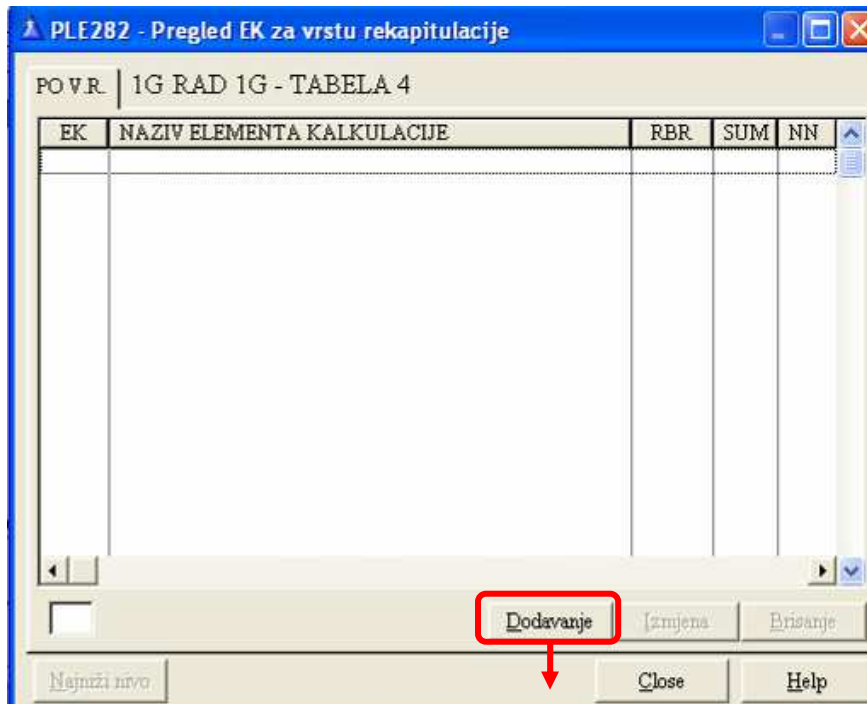 PLE282 - Pregled EK za vrstu rekapitulacije
PO V.R. 1G RAD 1G - TABELA 4
EK NAZIV ELEMENTA KALKULACIJE RBR SUM NN
Dodavanje Izmjena Brisanje
Najniži nivo Close Help